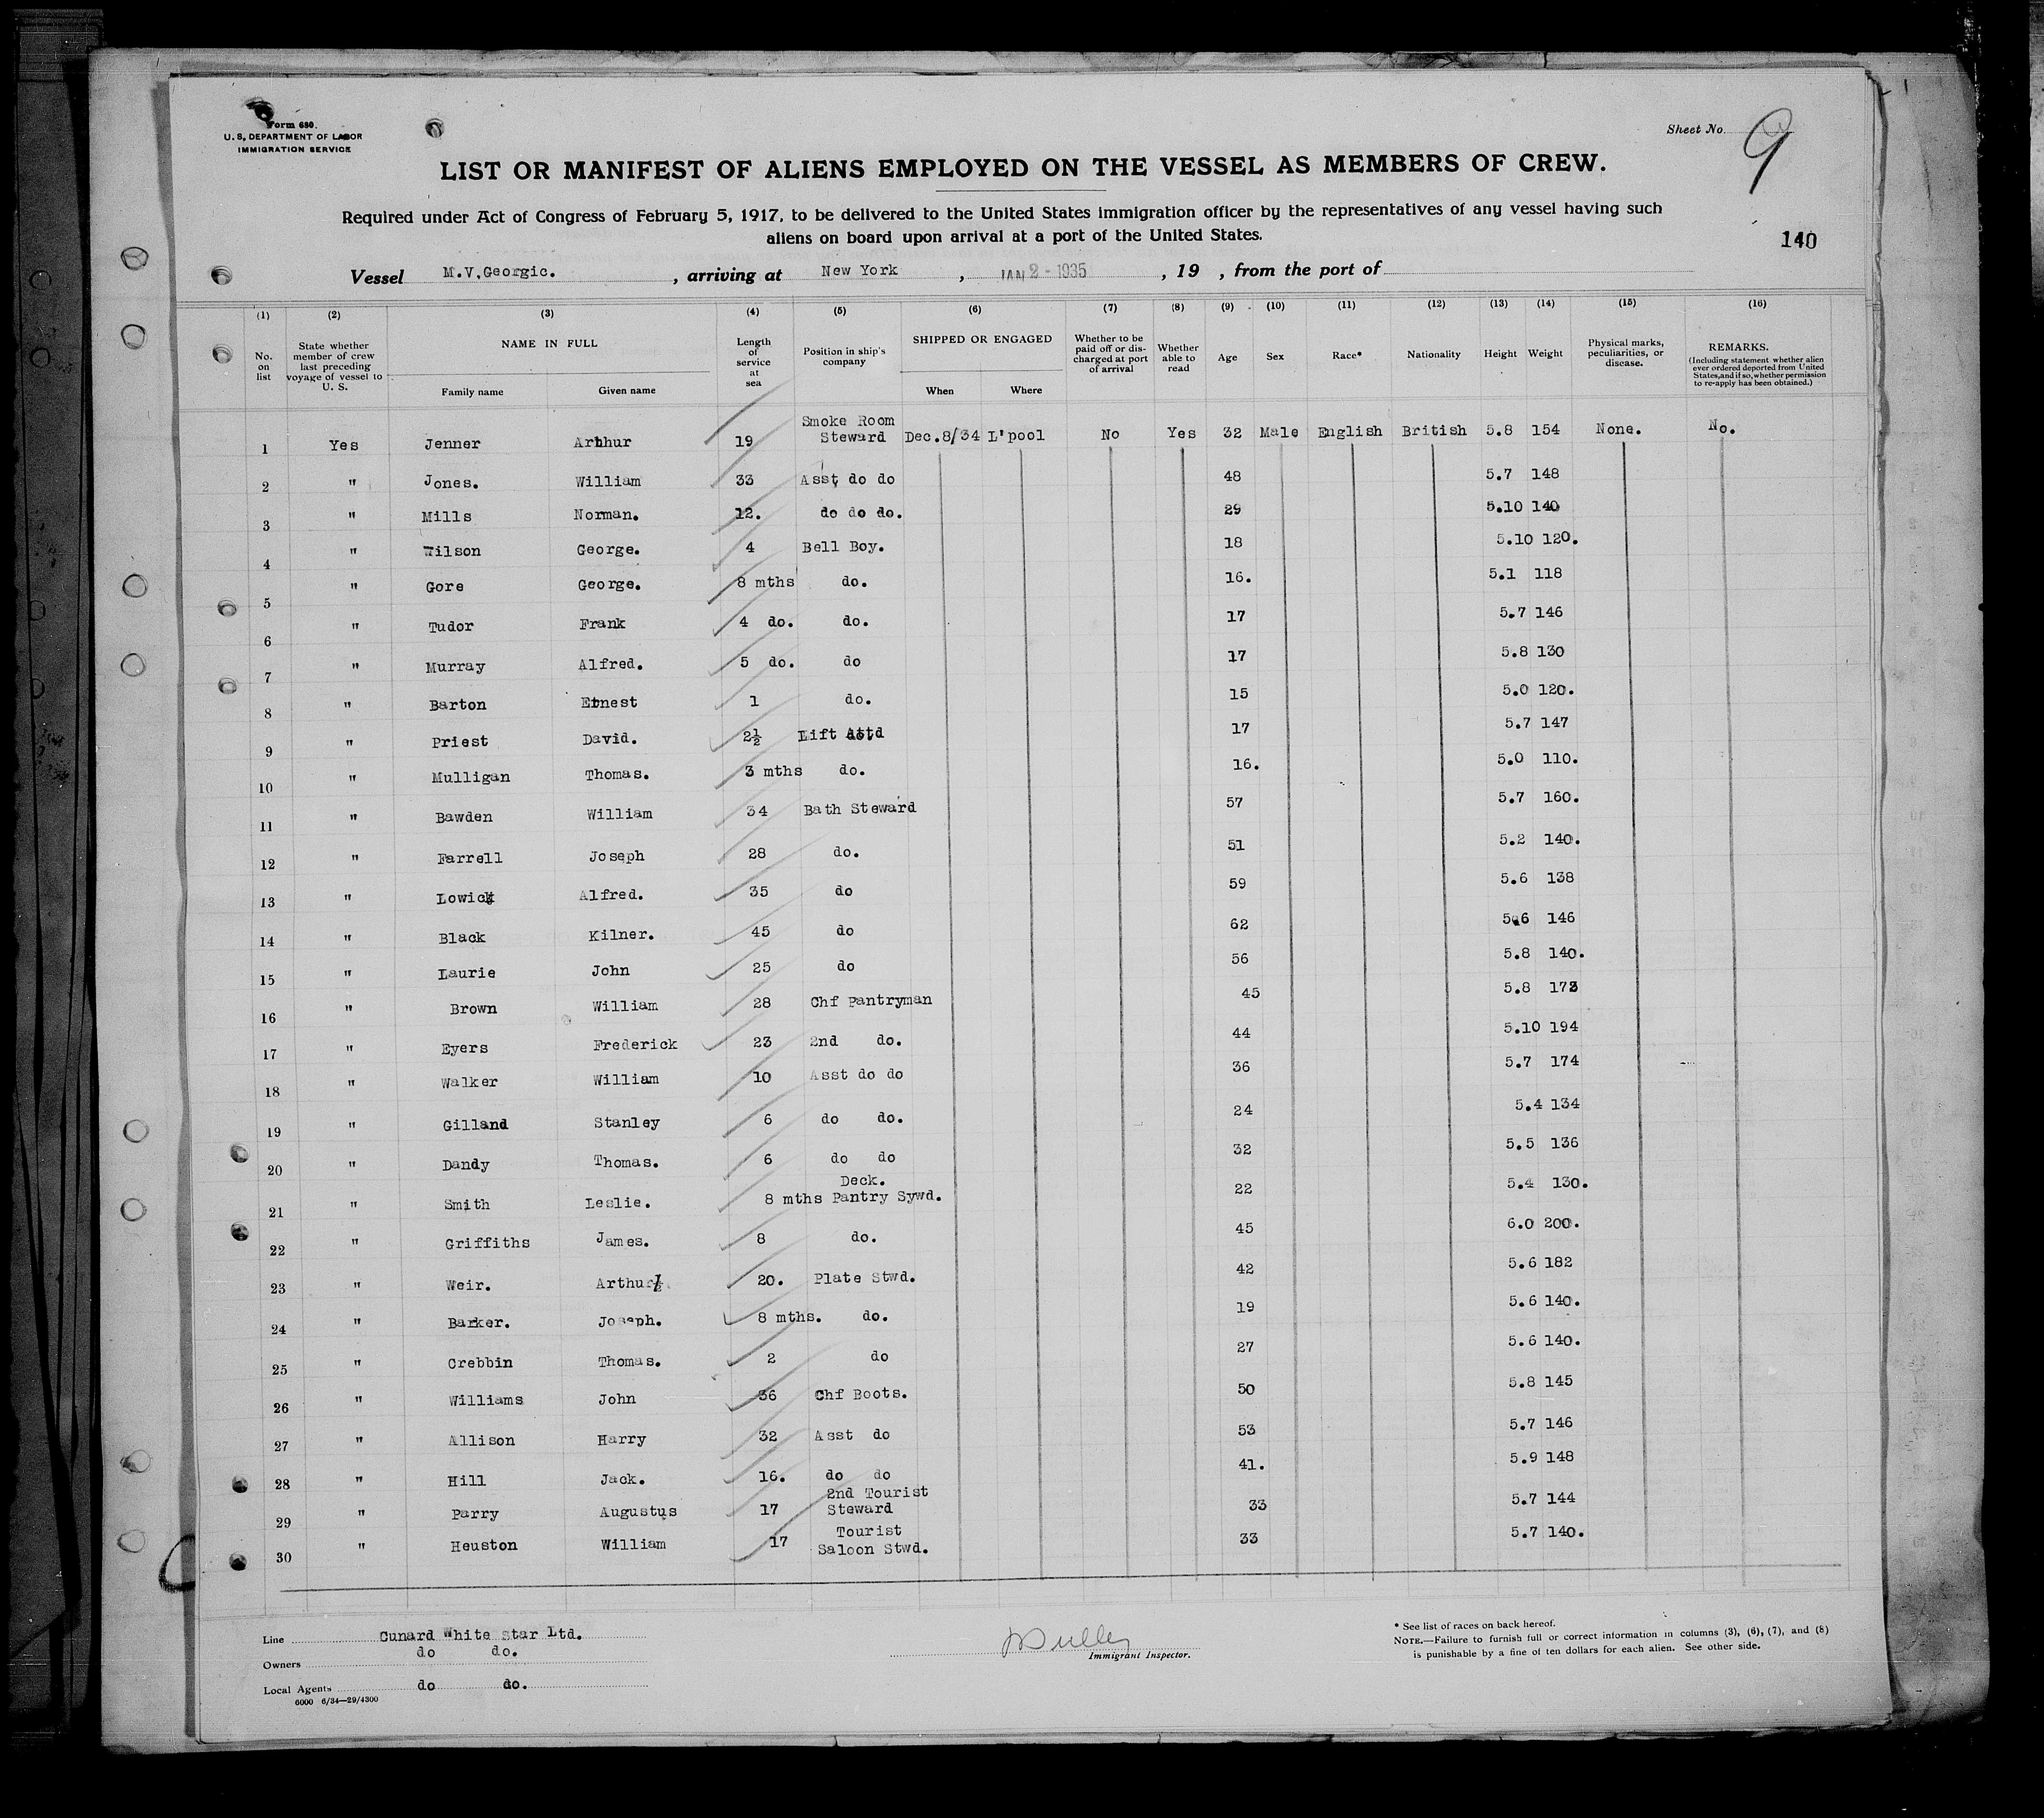 Form 680.
U. S. DEPARTMENT OF LABOR
IMMIGRATION SERVICE
Sheet No. 9
LIST OR MANIFEST OF ALIENS EMPLOYED ON THE VESSEL AS MEMBERS OF CREW.
Required under Act of Congress of February 5, 1917, to be delivered to the United States immigration officer by the representatives of any vessel having such
aliens on board upon arrival at a port of the United States.
140
Vessel M.V.Georgic. , arriving at New York , JAN 2 - 1935 , 19 , from the port of
(1) (2) (3) (4) (5) (6) (7) (8) (9) (10) (11) (12) (13) (14) (15) (16)
No. on list State whether member of crew last preceding voyage of vessel to U. S. NAME IN FULL Family name Given name Length of service at sea Position in ship's company SHIPPED OR ENGAGED When Where Whether to be paid off or discharged at port of arrival Whether able to read Age Sex Race* Nationality Height Weight Physical marks, peculiarities, or disease. REMARKS. (Including statement whether alien ever ordered deported from United States, and if so, whether permission to re-apply has been obtained.)
1 Yes Jenner Arthur 19 Smoke Room Steward Dec.8/34 L'pool No Yes 32 Male English British 5.8 154 None. No.
2 " Jones. William 33 Asst do do 48 5.7 148
3 " Mills Norman. 12. do do do. 29 5.10 140
4 " Wilson George. 4 Bell Boy. 18 5.10 120.
5 " Gore George. 8 mths do. 16. 5.1 118
6 " Tudor Frank 4 do. do. 17 5.7 146
7 " Murray Alfred. 5 do. do 17 5.8 130
8 " Barton Ernest 1 do. 15 5.0 120.
9 " Priest David. 2½ Lift Attd 17 5.7 147
10 " Mulligan Thomas. 3 mths do. 16. 5.0 110.
11 " Bawden William 34 Bath Steward 57 5.7 160.
12 " Farrell Joseph 28 do. 51 5.2 140.
13 " Lowick Alfred. 35 do 59 5.6 138
14 " Black Kilner. 45 do 62 5.6 146
15 " Laurie John 25 do 56 5.8 140.
16 " Brown William 28 Chf Pantryman 45 5.8 173
17 " Eyers Frederick 23 2nd do. 44 5.10 194
18 " Walker William 10 Asst do do 36 5.7 174
19 " Gilland Stanley 6 do do. 24 5.4 134
20 " Dandy Thomas. 6 do do 32 5.5 136
21 " Smith Leslie. 8 mths Deck. Pantry Sywd. 22 5.4 130.
22 " Griffiths James. 8 do. 45 6.0 200.
23 " Weir. Arthur 20. Plate Stwd. 42 5.6 182
24 " Barker. Joseph. 8 mths. do. 19 5.6 140.
25 " Crebbin Thomas. 2 do 27 5.6 140.
26 " Williams John 36 Chf Boots. 50 5.8 145
27 " Allison Harry 32 Asst do 53 5.7 146
28 " Hill Jack. 16. do do 41. 5.9 148
29 " Parry Augustus 17 2nd Tourist Steward 33 5.7 144
30 " Heuston William 17 Tourist Saloon Stwd. 33 5.7 140.
Line Cunard White Star Ltd.
Owners do do.
Local Agents do do.
6000 6/34—29/4300
Immigrant Inspector.
* See list of races on back hereof.
NOTE.—Failure to furnish full or correct information in columns (3), (6), (7), and (8)
is punishable by a fine of ten dollars for each alien. See other side.